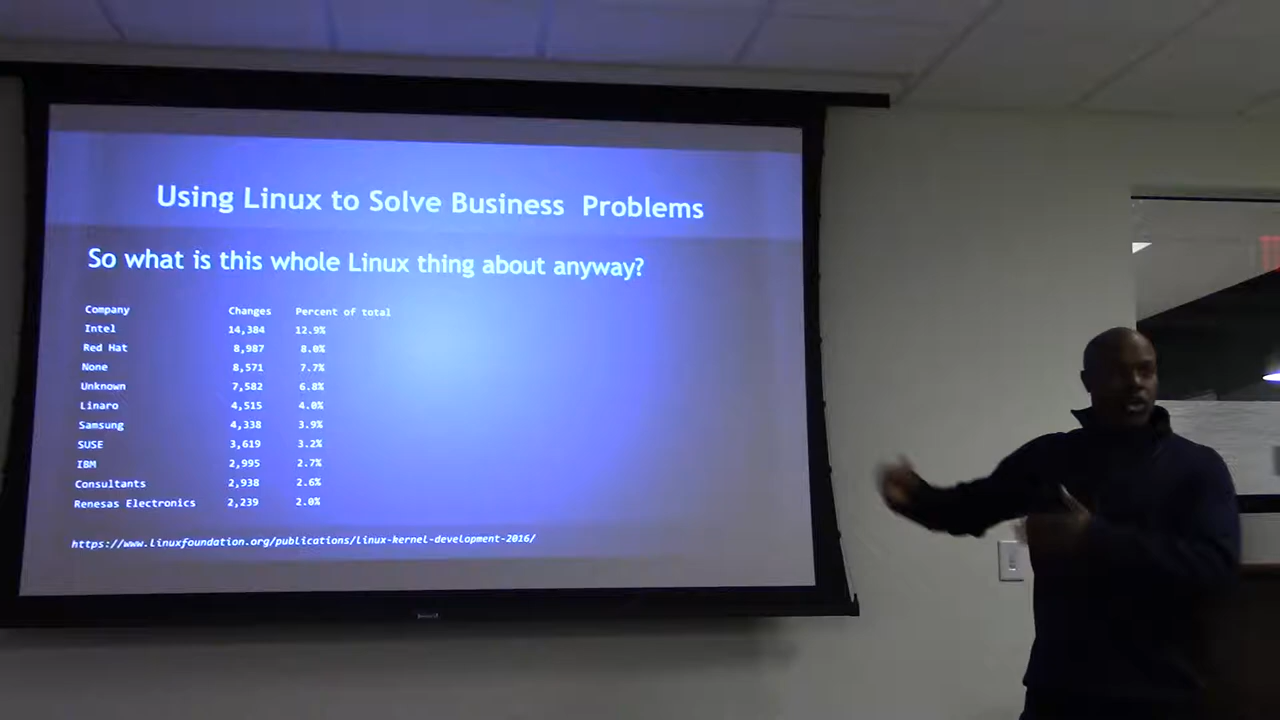 Using Linux to Solve Business Problems
So what is this whole Linux thing about anyway?
Company Changes Percent of total
Intel 14,384 12.9%
Red Hat 8,987 8.0%
None 8,571 7.7%
Unknown 7,582 6.8%
Linaro 4,515 4.0%
Samsung 4,338 3.9%
SUSE 3,619 3.2%
IBM 2,995 2.7%
Consultants 2,938 2.6%
Renesas Electronics 2,239 2.0%
https://www.linuxfoundation.org/publications/linux-kernel-development-2016/